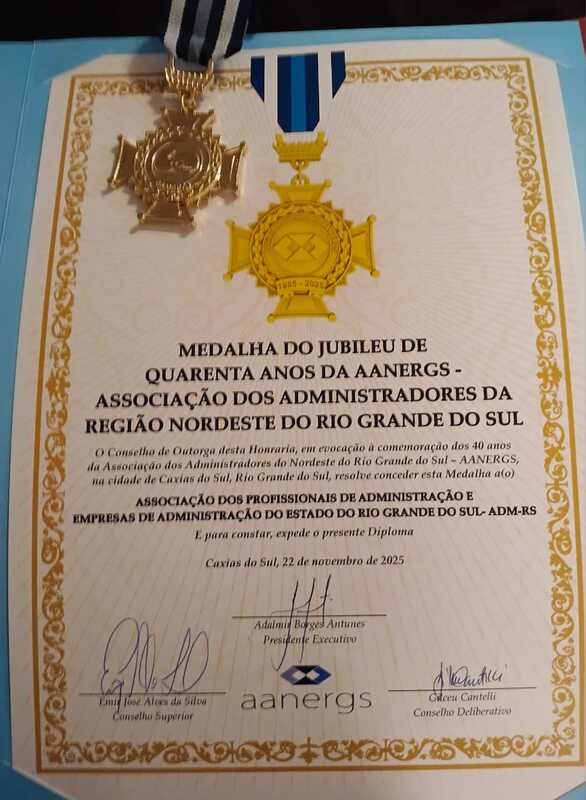 1985 - 2025
MEDALHA DO JUBILEU DE
QUARENTA ANOS DA AANERGS -
ASSOCIAÇÃO DOS ADMINISTRADORES DA
REGIÃO NORDESTE DO RIO GRANDE DO SUL
O Conselho de Outorga desta Honraria, em evocação à comemoração dos 40 anos
da Associação dos Administradores do Nordeste do Rio Grande do Sul – AANERGS,
na cidade de Caxias do Sul, Rio Grande do Sul, resolve conceder esta Medalha a(o)
ASSOCIAÇÃO DOS PROFISSIONAIS DE ADMINISTRAÇÃO E
EMPRESAS DE ADMINISTRAÇÃO DO ESTADO DO RIO GRANDE DO SUL- ADM-RS
E para constar, expede o presente Diploma
Caxias do Sul, 22 de novembro de 2025
Adalmir Borges Antunes
Presidente Executivo
Emir José Alves da Silva
Conselho Superior
aanergs
Gilceu Cantelli
Conselho Deliberativo